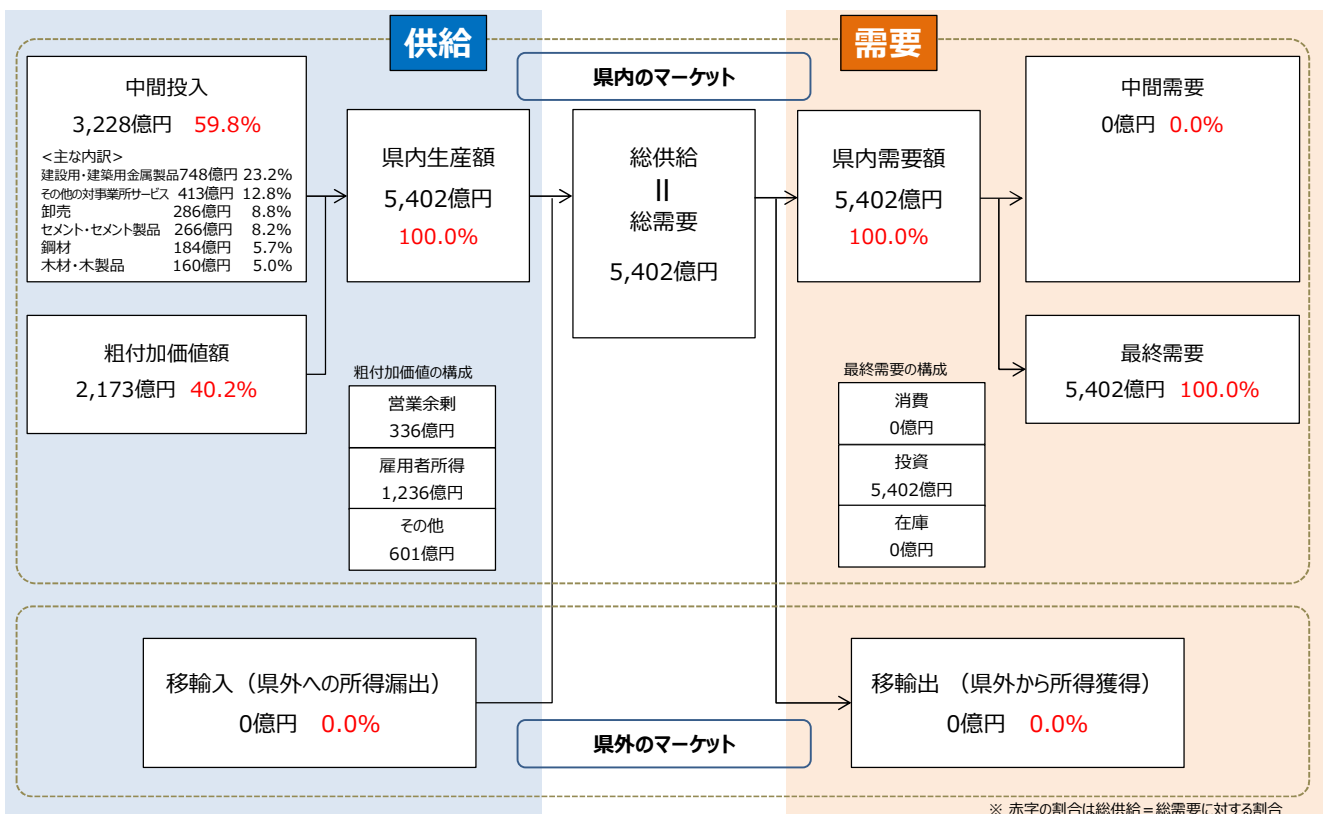 供給
需要
県内のマーケット
中間投入
3,228億円 59.8%
<主な内訳>
建設用・建築用金属製品748億円 23.2%
その他の対事業所サービス 413億円 12.8%
卸売 286億円 8.8%
セメント・セメント製品 266億円 8.2%
鋼材 184億円 5.7%
木材・木製品 160億円 5.0%
粗付加価値額
2,173億円 40.2%
県内生産額
5,402億円
100.0%
粗付加価値の構成
営業余剰
336億円
雇用者所得
1,236億円
その他
601億円
総供給
||
総需要
5,402億円
県内需要額
5,402億円
100.0%
最終需要の構成
消費
0億円
投資
5,402億円
在庫
0億円
中間需要
0億円 0.0%
最終需要
5,402億円 100.0%
移輸入（県外への所得漏出）
0億円 0.0%
県外のマーケット
移輸出 （県外から所得獲得）
0億円 0.0%
※ 赤字の割合は総供給＝総需要に対する割合